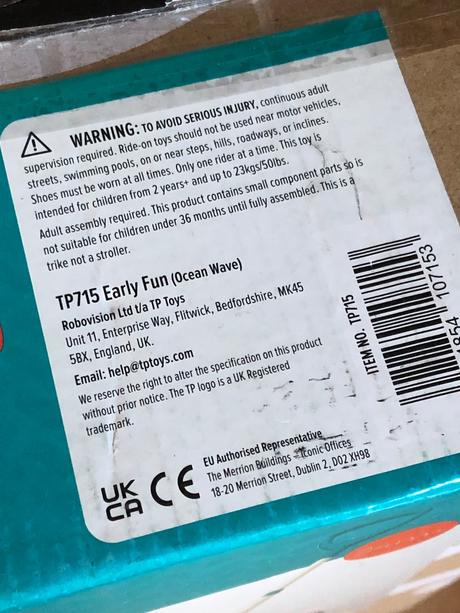 WARNING: TO AVOID SERIOUS INJURY, continuous adult
supervision required. Ride-on toys should not be used near motor vehicles,
streets, swimming pools, on or near steps, hills, roadways, or inclines.
Shoes must be worn at all times. Only one rider at a time. This toy is
intended for children from 2 years+ and up to 23kgs/50lbs.
Adult assembly required. This product contains small component parts so is
not suitable for children under 36 months until fully assembled. This is a
trike not a stroller.
TP715 Early Fun (Ocean Wave)
Robovision Ltd t/a TP Toys
Unit 11, Enterprise Way, Flitwick, Bedfordshire, MK45
5BX, England, UK.
Email: help@tptoys.com
We reserve the right to alter the specification on this product
without prior notice. The TP logo is a UK Registered
trademark.
ITEM NO. TP715
107153
UK
CA
CE
EU Authorised Representative
The Merrion Buildings - Iconic Offices
18-20 Merrion Street, Dublin 2, D02 XH98